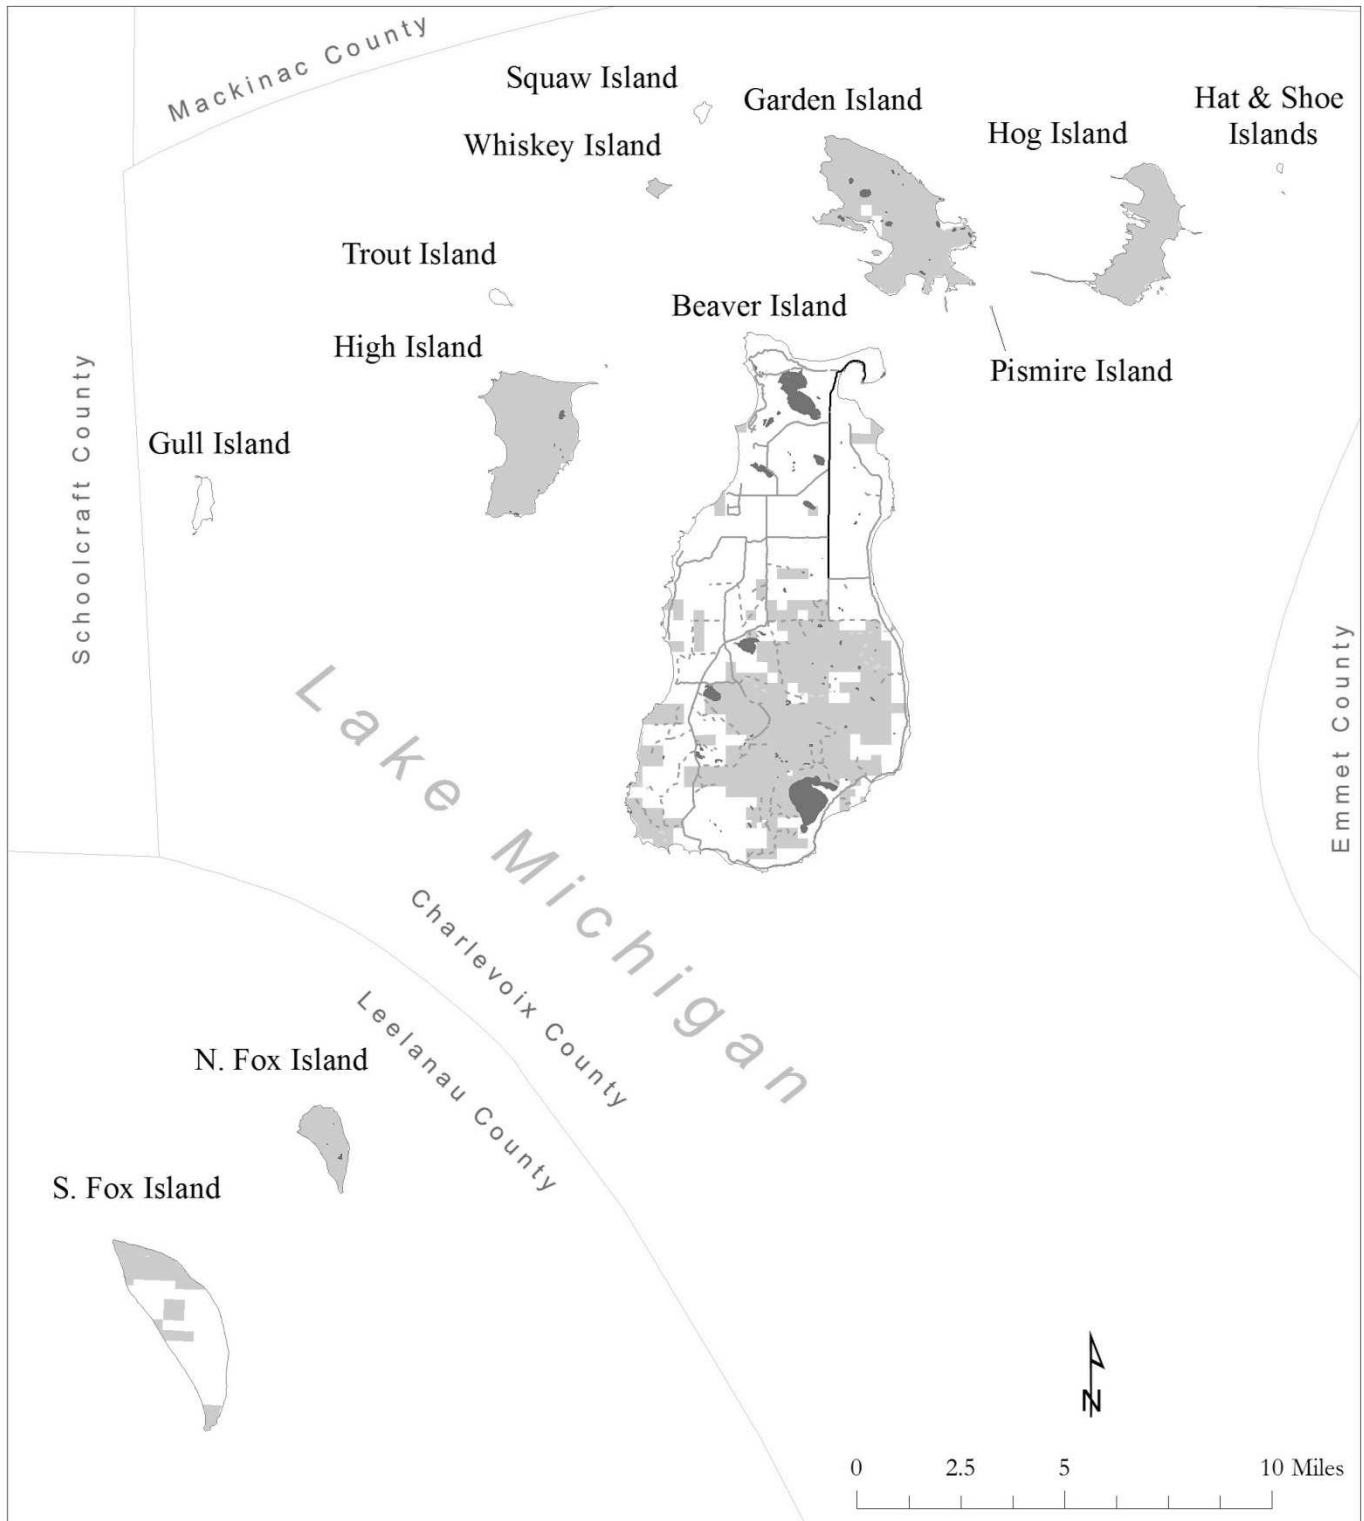 Mackinac County
Squaw Island
Garden Island
Hat & Shoe
Islands
Hog Island
Whiskey Island
Trout Island
Beaver Island
High Island
Pismire Island
Gull Island
Schoolcraft County
Lake Michigan
Emmet County
Charlevoix County
Leelanau County
N. Fox Island
S. Fox Island
N
0 2.5 5 10 Miles